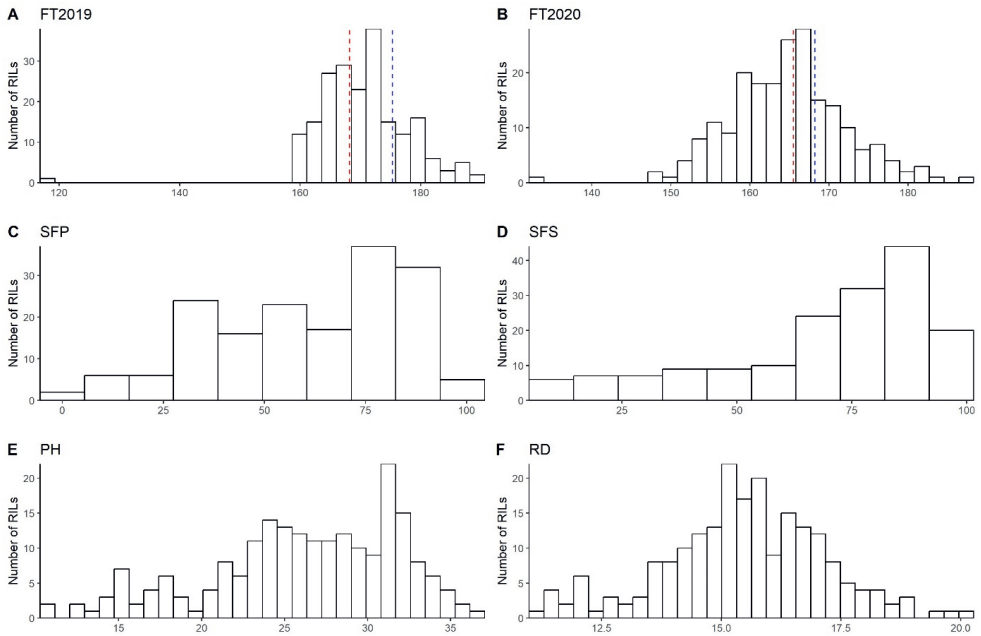 A FT2019
Number of RILs
30
20
10
0
120 140 160 180
B FT2020
Number of RILs
20
10
0
140 150 160 170 180
C SFP
Number of RILs
30
20
10
0
0 25 50 75 100
D SFS
Number of RILs
40
30
20
10
0
25 50 75 100
E PH
Number of RILs
20
15
10
5
0
15 20 25 30 35
F RD
Number of RILs
20
15
10
5
0
12.5 15.0 17.5 20.0